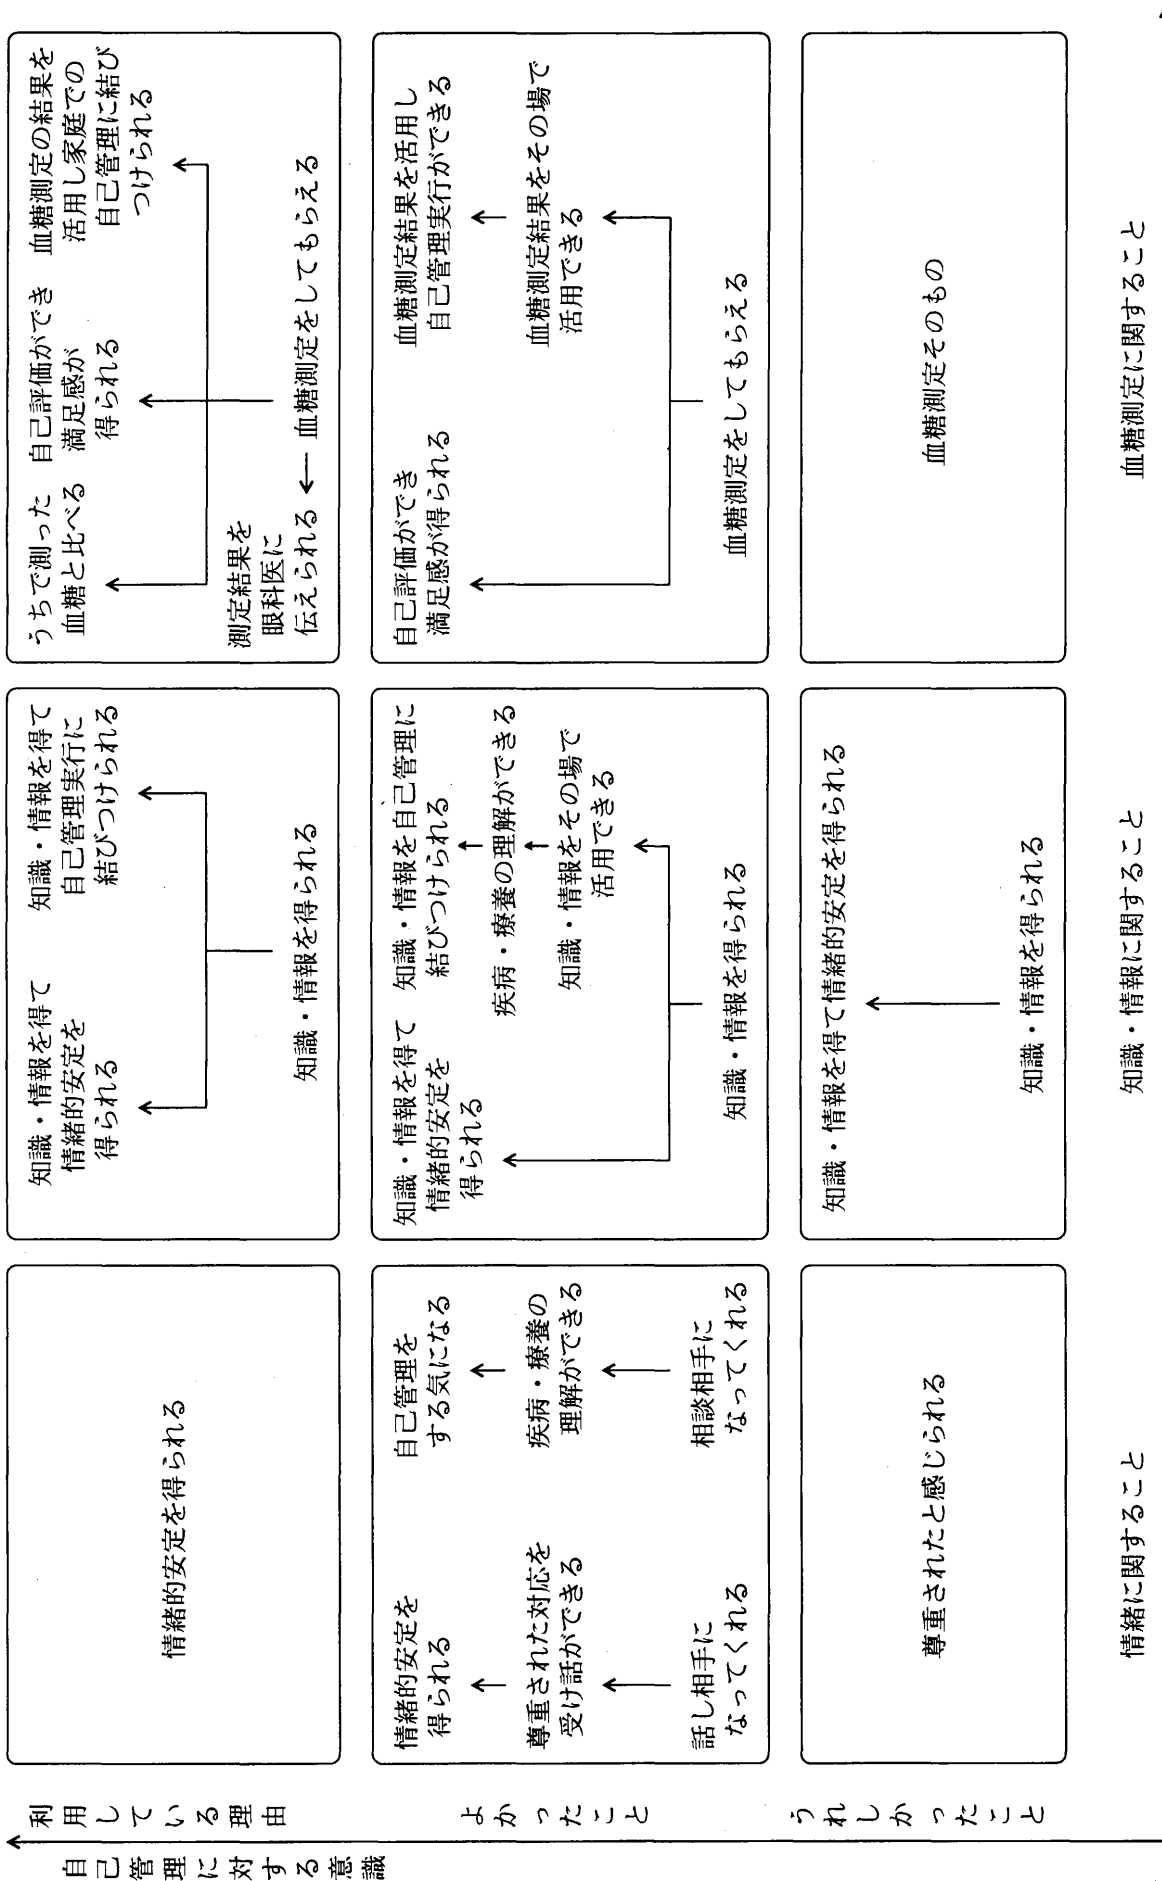 自己管理に対する意識
利用している理由
情緒的安定を得られる
知識・情報を得て
情緒的安定を
得られる
知識・情報を得て
自己管理実行に
結びつけられる
知識・情報を得られる
うちで測った
血糖と比べる
自己評価ができ
満足感が
得られる
血糖測定の結果を
活用し家庭での
自己管理に結び
つけられる
測定結果を
眼科医に
伝えられる
血糖測定をしてもらえる
よかったこと
情緒的安定を
得られる
尊重された対応を
受け話ができる
話し相手に
なってくれる
自己管理を
する気になる
疾病・療養の
理解ができる
相談相手に
なってくれる
知識・情報を得て
情緒的安定を
得られる
知識・情報を自己管理に
結びつけられる
疾病・療養の理解ができる
知識・情報をその場で
活用できる
知識・情報を得られる
自己評価ができ
満足感が得られる
血糖測定結果を活用し
自己管理実行ができる
血糖測定結果をその場で
活用できる
血糖測定をしてもらえる
うれしかったこと
尊重されたと感じられる
知識・情報を得て情緒的安定を得られる
知識・情報を得られる
血糖測定そのもの
情緒に関すること
知識・情報に関すること
血糖測定に関すること